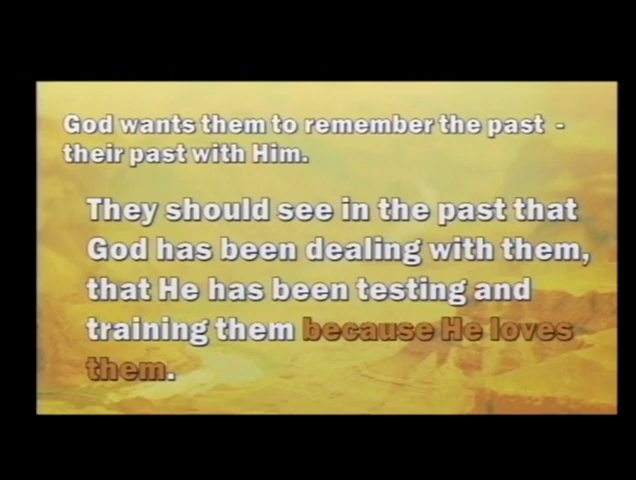 God wants them to remember the past -
their past with Him.
They should see in the past that
God has been dealing with them,
that He has been testing and
training them because He loves
them.